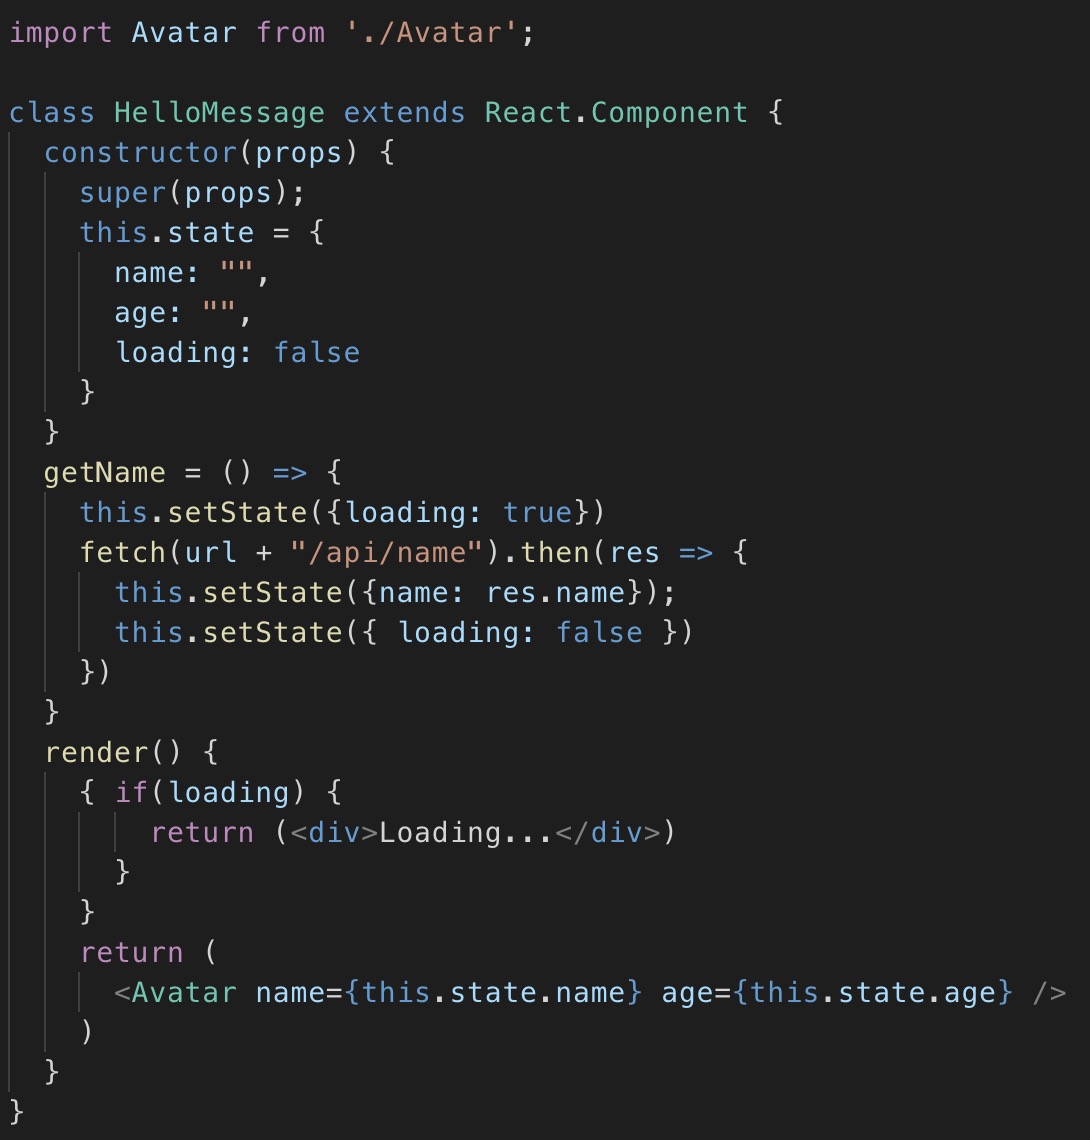 import Avatar from './Avatar';

class HelloMessage extends React.Component {
  constructor(props) {
    super(props);
    this.state = {
      name: "",
      age: "",
      loading: false
    }
  }
  getName = () => {
    this.setState({loading: true})
    fetch(url + "/api/name").then(res => {
      this.setState({name: res.name});
      this.setState({ loading: false })
    })
  }
  render() {
    { if(loading) {
        return (<div>Loading...</div>)
      }
    }
    return (
      <Avatar name={this.state.name} age={this.state.age} />
    )
  }
}